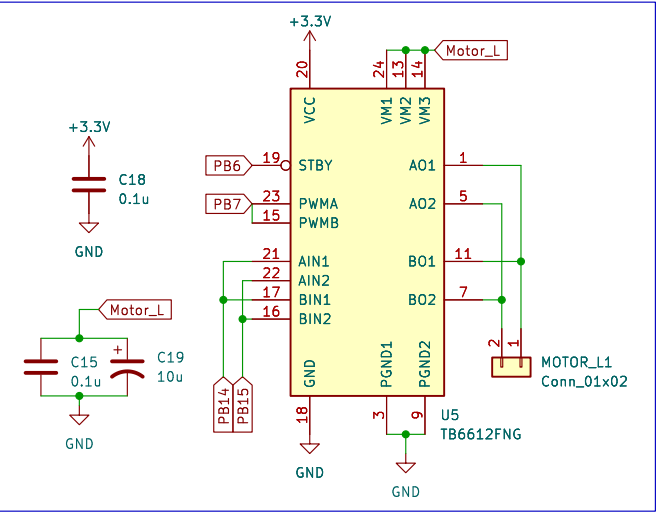 +3.3V
20
24
13
14
Motor_L
VCC
VM1
VM2
VM3
+3.3V
C18
0.1u
GND
PB6
19
STBY
AO1
1
PB7
23
PWMA
AO2
5
15
PWMB
21
AIN1
BO1
11
22
AIN2
17
BIN1
BO2
7
16
BIN2
Motor_L
C15
0.1u
+
C19
10u
GND
PB14
PB15
GND
PGND1
PGND2
2
1
MOTOR_L1
Conn_01x02
18
3
9
U5
TB6612FNG
GND
GND